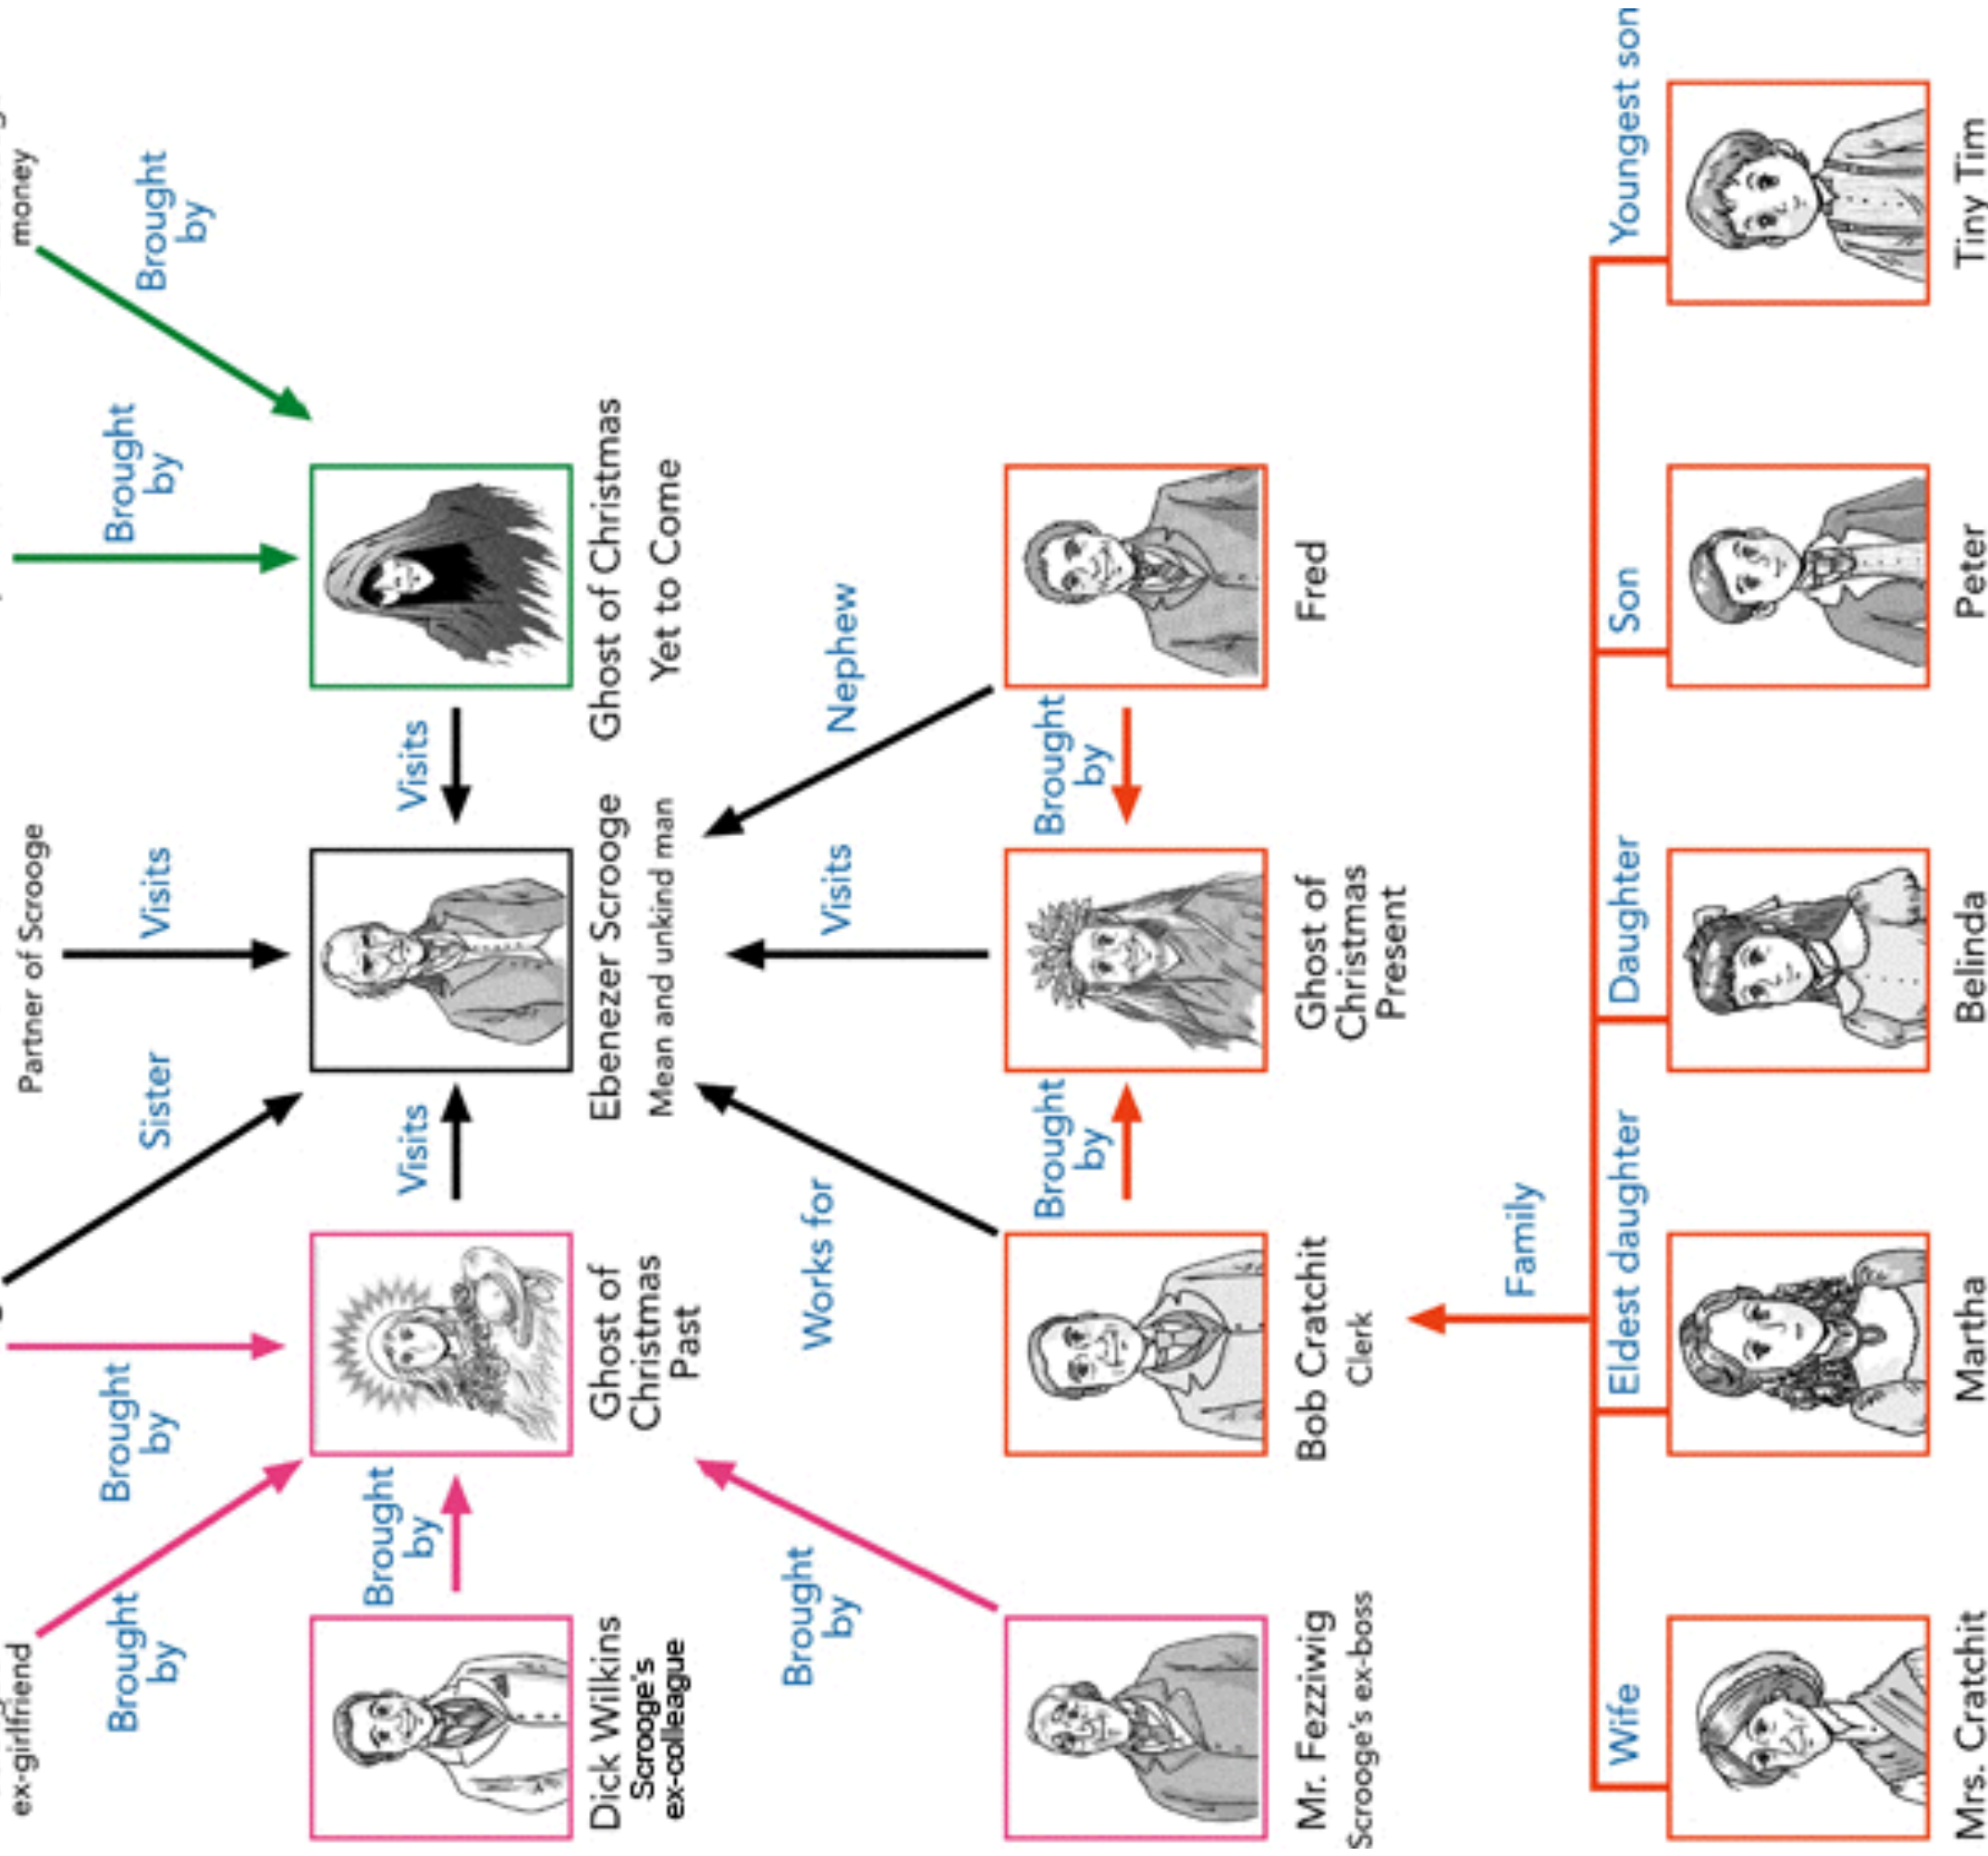 ex-girlfriend
Partner of Scrooge
money
Brought
by
Brought
by
Sister
Visits
Brought
by
Brought
by
Brought
by
Visits
Visits
Dick Wilkins
Scrooge's
ex-colleague
Ghost of
Christmas
Past
Ebenezer Scrooge
Mean and unkind man
Ghost of Christmas
Yet to Come
Brought
by
Works for
Visits
Nephew
Brought
by
Brought
by
Mr. Fezziwig
Scrooge's ex-boss
Bob Cratchit
Clerk
Ghost of
Christmas
Present
Fred
Family
Wife
Eldest daughter
Daughter
Son
Youngest son
Mrs. Cratchit
Martha
Belinda
Peter
Tiny Tim